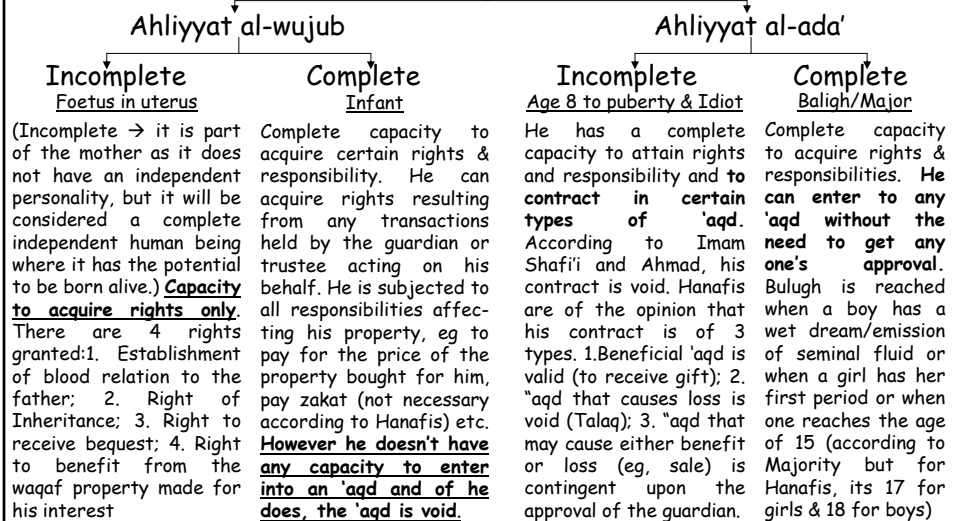 Ahliyyat al-wujub
Ahliyyat al-ada'
Incomplete
Foetus in uterus
(Incomplete → it is part
of the mother as it does
not have an independent
personality, but it will be
considered a complete
independent human being
where it has the potential
to be born alive.) Capacity
to acquire rights only.
There are 4 rights
granted:1. Establishment
of blood relation to the
father; 2. Right of
Inheritance; 3. Right to
receive bequest; 4. Right
to benefit from the
waqaf property made for
his interest
Complete
Infant
Complete capacity to
acquire certain rights &
responsibility. He can
acquire rights resulting
from any transactions
held by the guardian or
trustee acting on his
behalf. He is subjected to
all responsibilities affec-
ting his property, eg to
pay for the price of the
property bought for him,
pay zakat (not necessary
according to Hanafis) etc.
However he doesn't have
any capacity to enter
into an 'aqd and of he
does, the 'aqd is void.
Incomplete
Age 8 to puberty & Idiot
He has a complete
capacity to attain rights
and responsibility and to
contract in certain
types of 'aqd.
According to Imam
Shafi'i and Ahmad, his
contract is void. Hanafis
are of the opinion that
his contract is of 3
types. 1.Beneficial 'aqd is
valid (to receive gift); 2.
"aqd that causes loss is
void (Talaq); 3. "aqd that
may cause either benefit
or loss (eg, sale) is
contingent upon the
approval of the guardian.
Complete
Baligh/Major
Complete capacity
to acquire rights &
responsibilities. He
can enter to any
'aqd without the
need to get any
one's approval.
Bulugh is reached
when a boy has a
wet dream/emission
of seminal fluid or
when a girl has her
first period or when
one reaches the age
of 15 (according to
Majority but for
Hanafis, its 17 for
girls & 18 for boys)